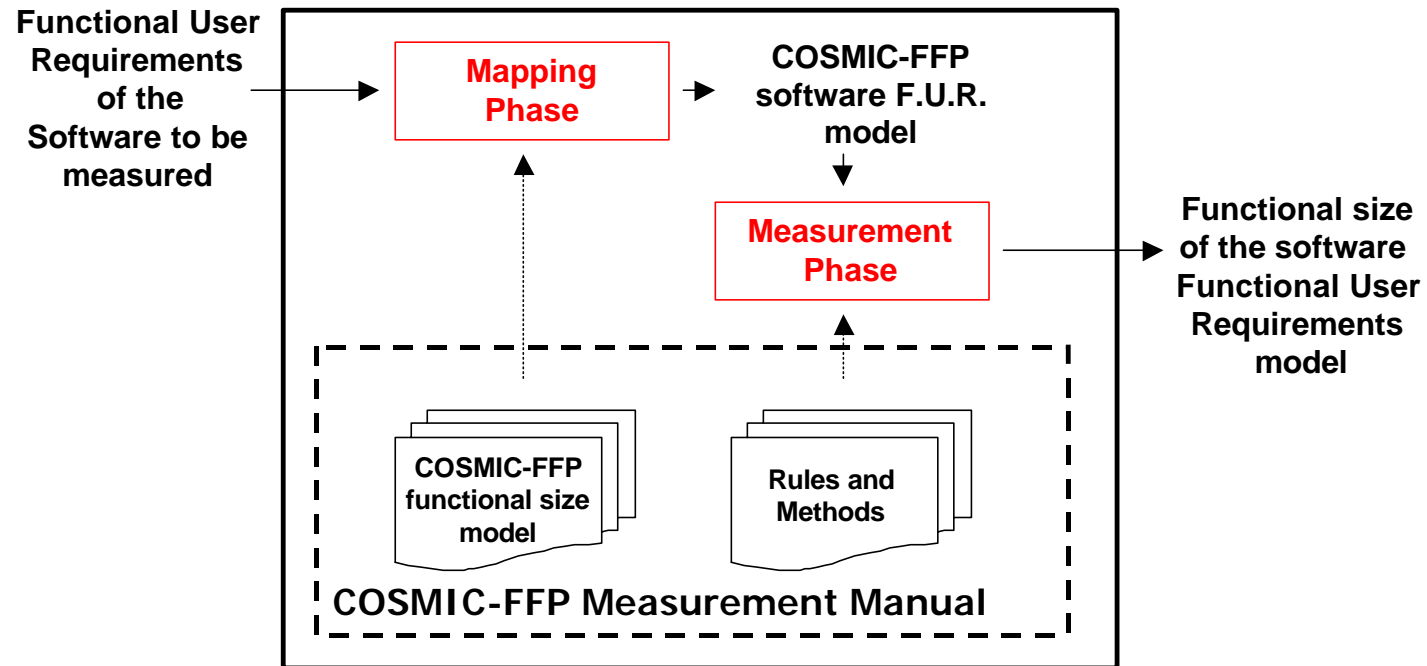 Functional User
Requirements
of the
Software to be
measured
Mapping
Phase
COSMIC-FFP
software F.U.R.
model
Measurement
Phase
Functional size
of the software
Functional User
Requirements
model
COSMIC-FFP
functional size
model
Rules and
Methods
COSMIC-FFP Measurement Manual